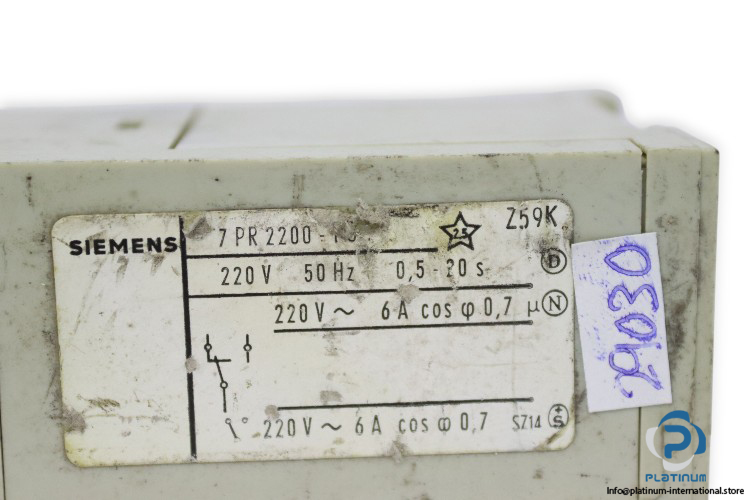 SIEMENS
7 PR 2200 -
25
Z59K
220 V 50 Hz 0,5 - 20 s
D
220 V ~ 6 A cos φ 0,7 µ N
220 V ~ 6 A cos φ 0,7 SZ14 +S
29030
PLATINUM
Info@platinum-international.store